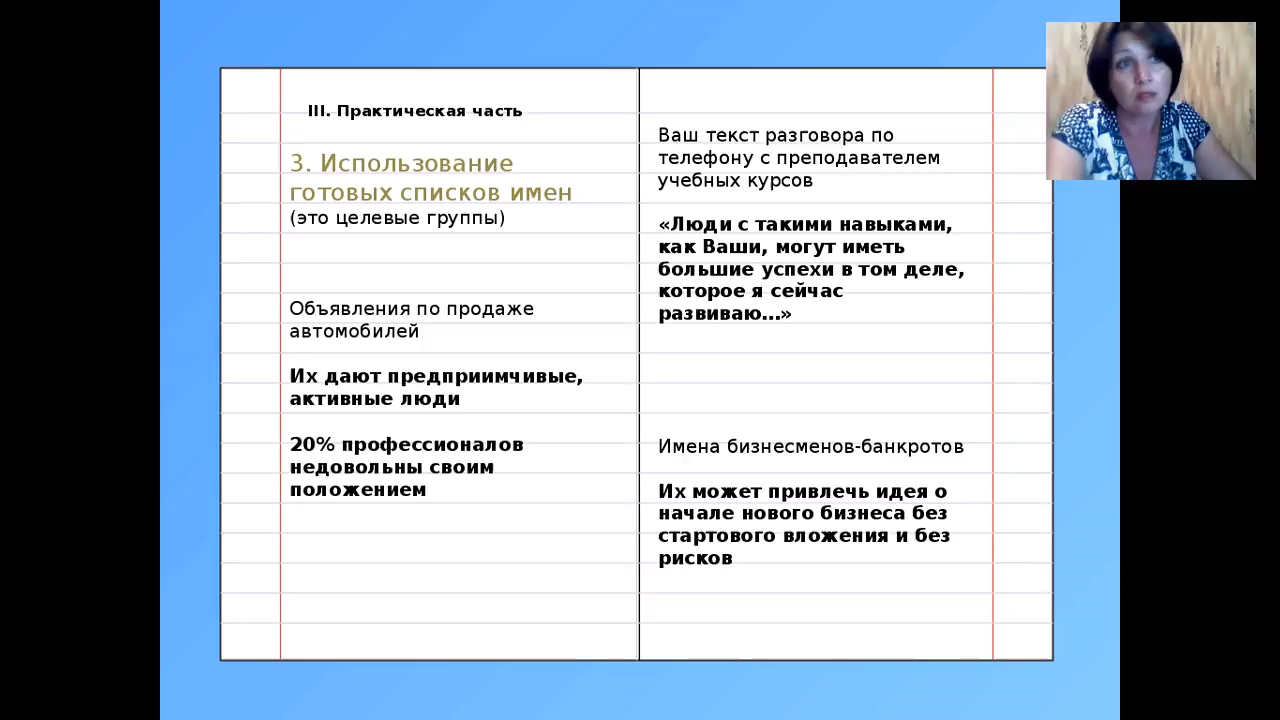 III. Практическая часть
3. Использование
готовых списков имен
(это целевые группы)
Объявления по продаже
автомобилей
Их дают предприимчивые,
активные люди
20% профессионалов
недовольны своим
положением
Ваш текст разговора по
телефону с преподавателем
учебных курсов
«Люди с такими навыками,
как Ваши, могут иметь
большие успехи в том деле,
которое я сейчас
развиваю…»
Имена бизнесменов-банкротов
Их может привлечь идея о
начале нового бизнеса без
стартового вложения и без
рисков